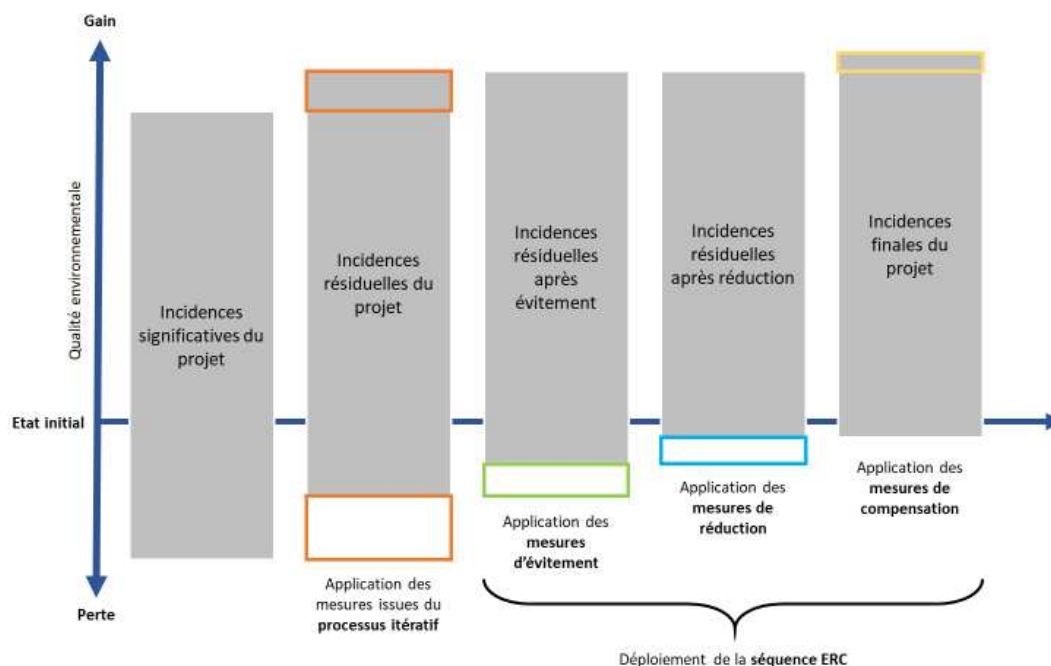 Gain
Qualité environnementale
Etat initial
Perte
Incidences
significatives du
projet
Incidences
résiduelles du
projet
Application des
mesures issues du
processus itératif
Incidences
résiduelles
après
évitement
Application des
mesures
d'évitement
Incidences
résiduelles
après réduction
Application des
mesures de
réduction
Incidences
finales du
projet
Application des
mesures de
compensation
Déploiement de la séquence ERC